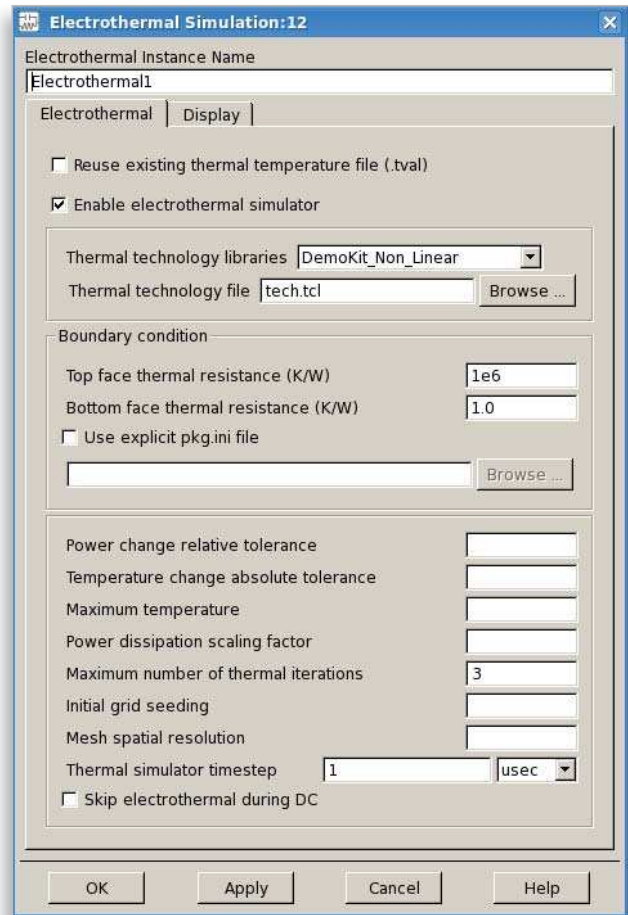 Electrothermal Simulation:12
Electrothermal Instance Name
Electrothermal1
Electrothermal Display
Reuse existing thermal temperature file (.tval)
Enable electrothermal simulator
Thermal technology libraries DemoKit_Non_Linear
Thermal technology file tech.tcl Browse ...
Boundary condition
Top face thermal resistance (K/W) 1e6
Bottom face thermal resistance (K/W) 1.0
Use explicit pkg.ini file
Browse ...
Power change relative tolerance
Temperature change absolute tolerance
Maximum temperature
Power dissipation scaling factor
Maximum number of thermal iterations 3
Initial grid seeding
Mesh spatial resolution
Thermal simulator timestep 1 usec
Skip electrothermal during DC
OK Apply Cancel Help